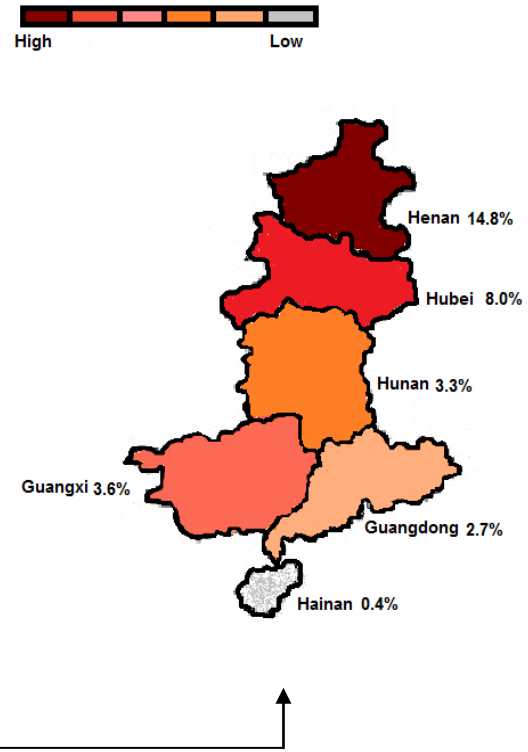 High Low
Henan 14.8%
Hubei 8.0%
Hunan 3.3%
Guangxi 3.6%
Guangdong 2.7%
Hainan 0.4%